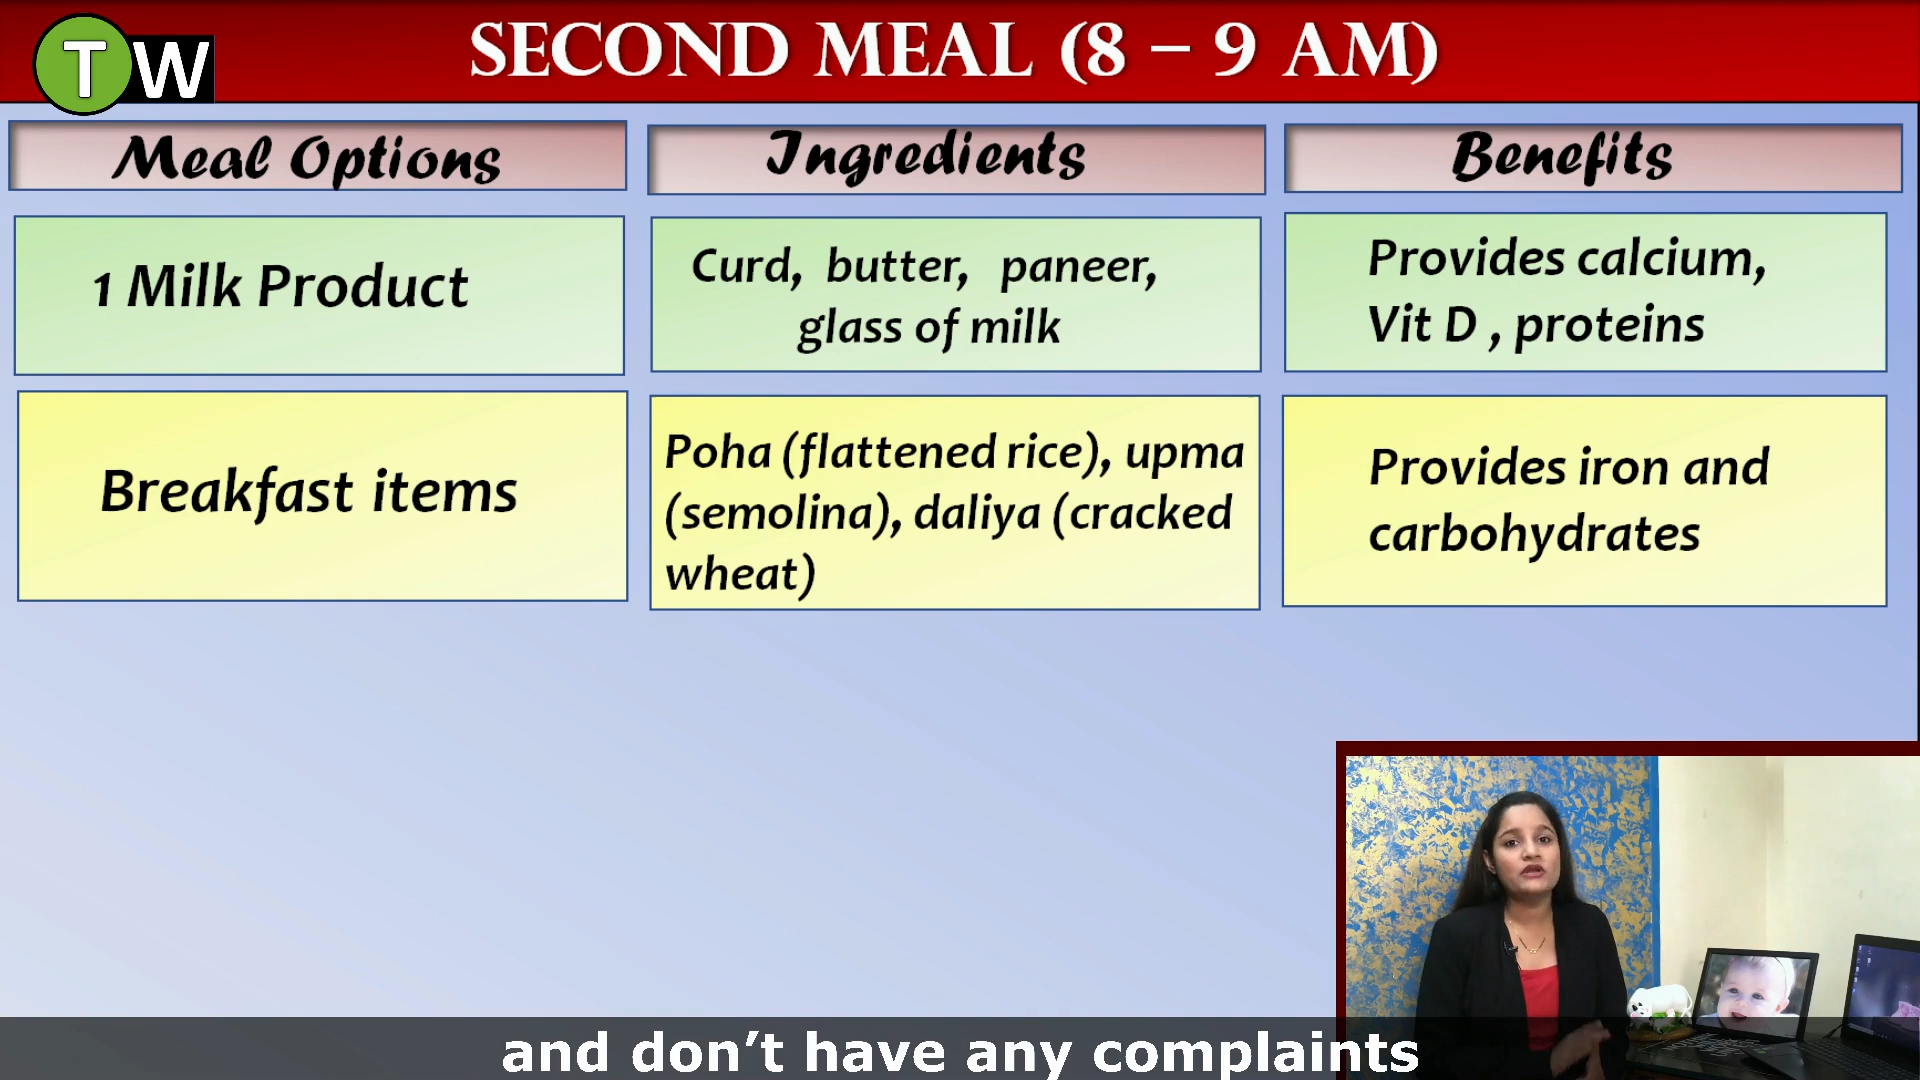 TW
SECOND MEAL (8 – 9 AM)
Meal Options
Ingredients
Benefits
1 Milk Product
Curd, butter, paneer,
glass of milk
Provides calcium,
Vit D , proteins
Breakfast items
Poha (flattened rice), upma
(semolina), daliya (cracked
wheat)
Provides iron and
carbohydrates
and don’t have any complaints